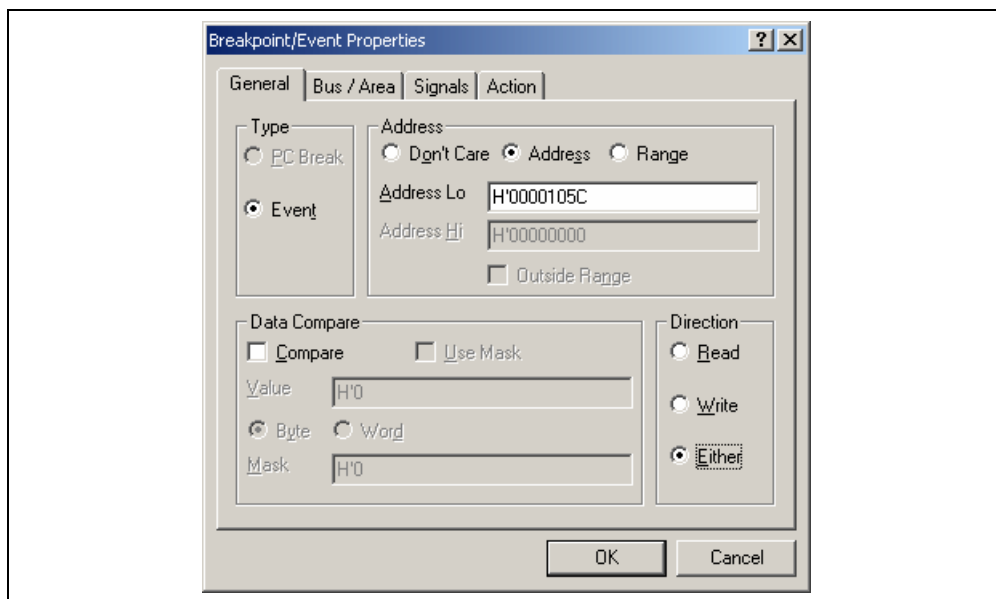 Breakpoint/Event Properties
General Bus / Area Signals Action
Type
PC Break
Event
Address
Don't Care Address Range
Address Lo H'0000105C
Address Hi H'00000000
Outside Range
Data Compare
Compare Use Mask
Value H'0
Byte Word
Mask H'0
Direction
Read
Write
Either
OK Cancel